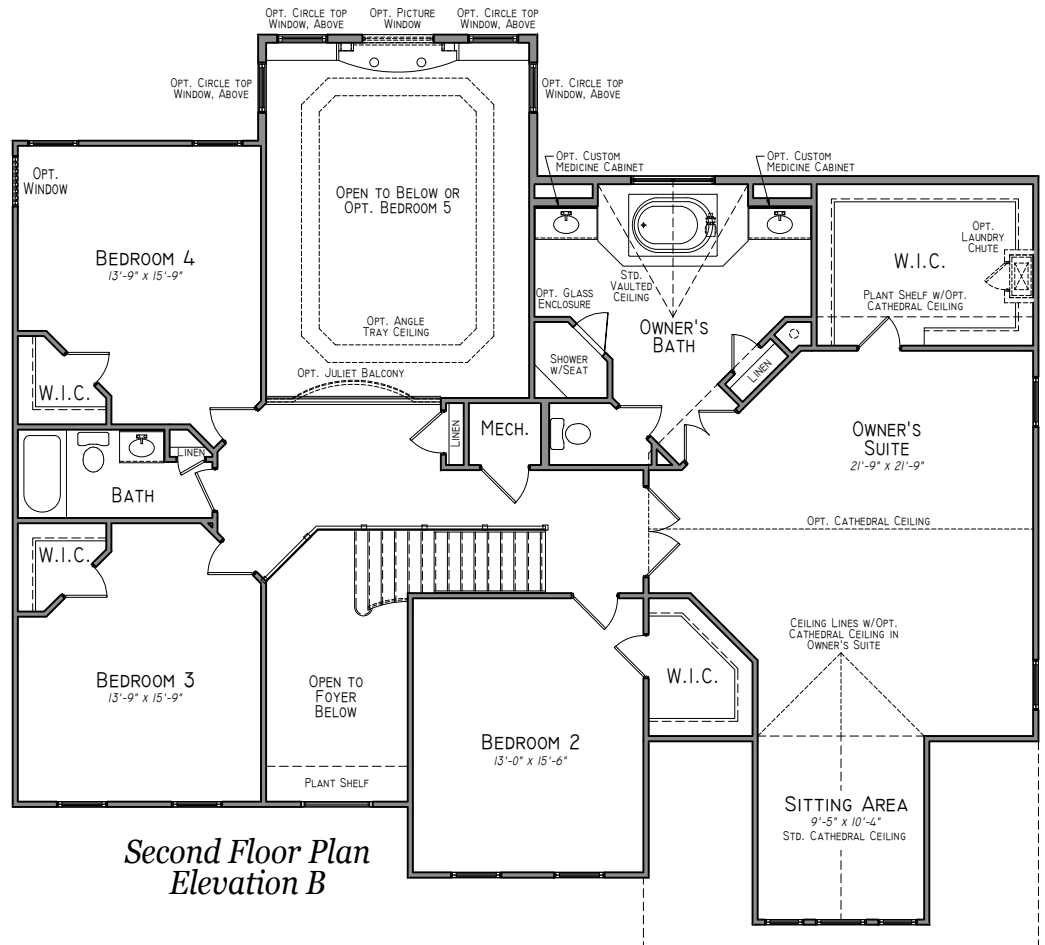 OPT. CIRCLE TOP
WINDOW, ABOVE
OPT. PICTURE
WINDOW
OPT. CIRCLE TOP
WINDOW, ABOVE
OPT. CIRCLE TOP
WINDOW, ABOVE
OPT. CIRCLE TOP
WINDOW, ABOVE
OPT.
WINDOW
OPT. CUSTOM
MEDICINE CABINET
OPT. CUSTOM
MEDICINE CABINET
OPEN TO BELOW OR
OPT. BEDROOM 5
BEDROOM 4
13'-9" X 15'-9"
OPT.
LAUNDRY
CHUTE
W.I.C.
STD.
VAULTED
CEILING
OPT. GLASS
ENCLOSURE
PLANT SHELF W/OPT.
CATHEDRAL CEILING
OPT. ANGLE
TRAY CEILING
OWNER'S
BATH
SHOWER
W/SEAT
LINEN
OPT. JULIET BALCONY
W.I.C.
LINEN
MECH.
OWNER'S
SUITE
21'-9" X 21'-9"
LINEN
BATH
OPT. CATHEDRAL CEILING
W.I.C.
CEILING LINES W/OPT.
CATHEDRAL CEILING IN
OWNER'S SUITE
BEDROOM 3
13'-9" X 15'-9"
OPEN TO
FOYER
BELOW
W.I.C.
BEDROOM 2
13'-0" X 15'-6"
PLANT SHELF
SITTING AREA
9'-5" X 10'-4"
STD. CATHEDRAL CEILING
Second Floor Plan
Elevation B